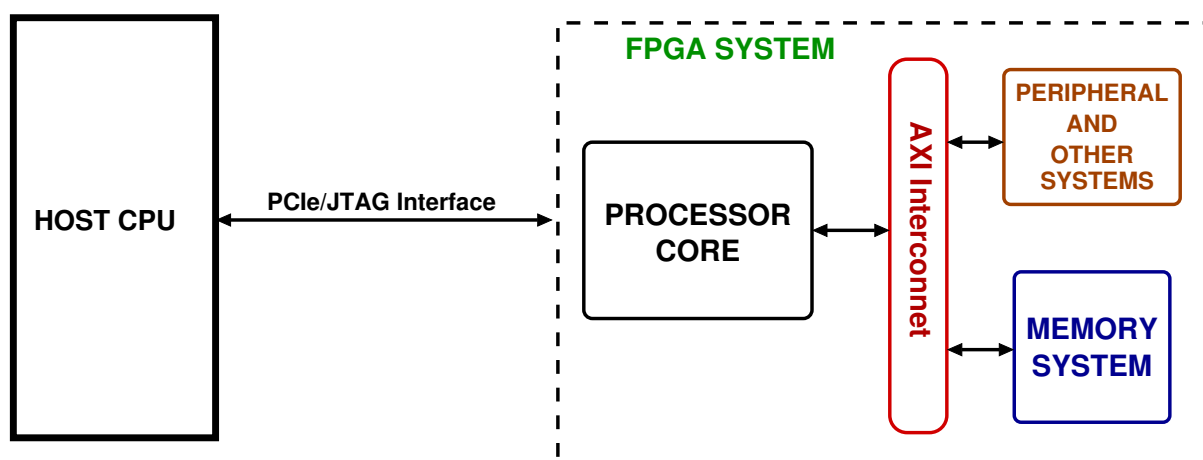 FPGA SYSTEM
HOST CPU
PCIe/JTAG Interface
PROCESSOR
CORE
AXI Interconnet
PERIPHERAL
AND
OTHER
SYSTEMS
MEMORY
SYSTEM